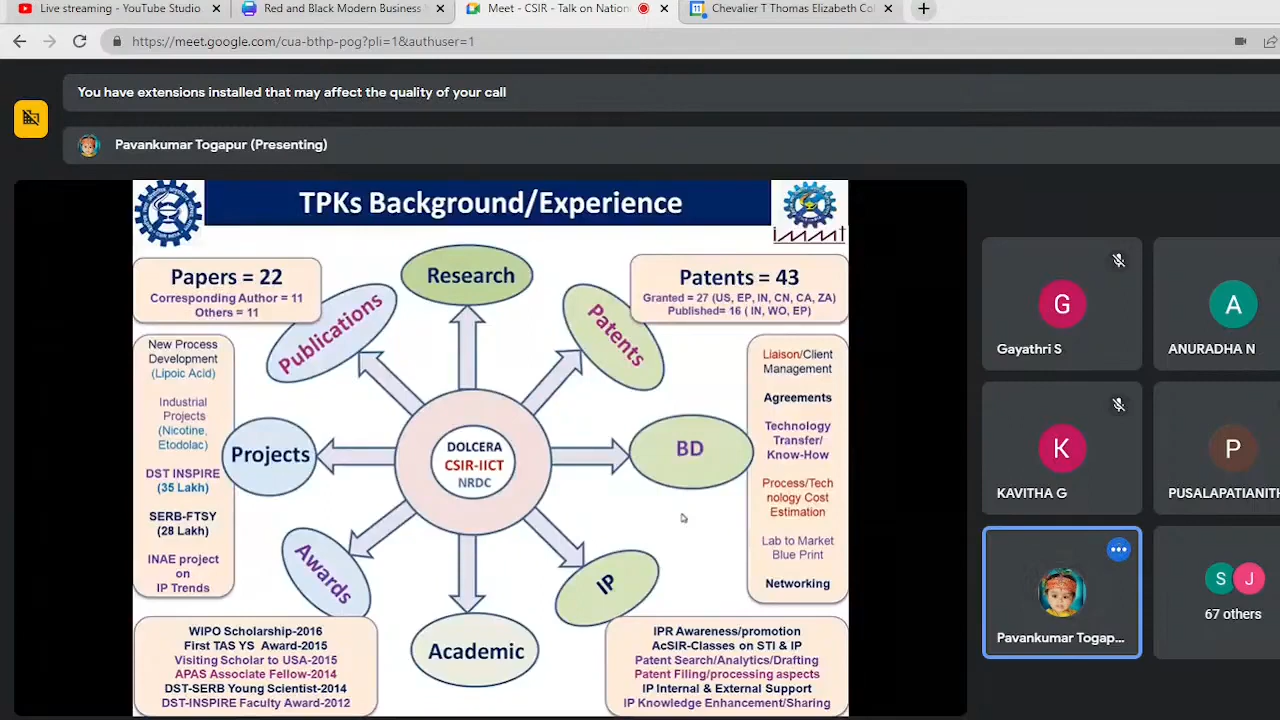 Live streaming - YouTube Studio
Red and Black Modern Business
Meet - CSIR - Talk on Nation
Chevalier T Thomas Elizabeth Col
https://meet.google.com/cua-bthp-pog?pli=1&authuser=1
You have extensions installed that may affect the quality of your call
Pavankumar Togapur (Presenting)
TPKs Background/Experience
immt
Papers = 22
Corresponding Author = 11
Others = 11
Research
Patents = 43
Granted = 27 (US, EP, IN, CN, CA, ZA)
Published= 16 ( IN, WO, EP)
Publications
Patents
New Process
Development
(Lipoic Acid)
Industrial
Projects
(Nicotine,
Etodolac)
DST INSPIRE
(35 Lakh)
SERB-FTSY
(28 Lakh)
INAE project
on
IP Trends
Projects
DOLCERA
CSIR-IICT
NRDC
BD
Liaison/Client
Management
Agreements
Technology
Transfer/
Know-How
Process/Tech
nology Cost
Estimation
Lab to Market
Blue Print
Networking
Awards
Academic
IP
WIPO Scholarship-2016
First TAS YS Award-2015
Visiting Scholar to USA-2015
APAS Associate Fellow-2014
DST-SERB Young Scientist-2014
DST-INSPIRE Faculty Award-2012
IPR Awareness/promotion
AcSIR-Classes on STI & IP
Patent Search/Analytics/Drafting
Patent Filing/processing aspects
IP Internal & External Support
IP Knowledge Enhancement/Sharing
G
Gayathri S
A
ANURADHA N
K
KAVITHA G
P
PUSALAPATIANITH
Pavankumar Togap...
S J
67 others